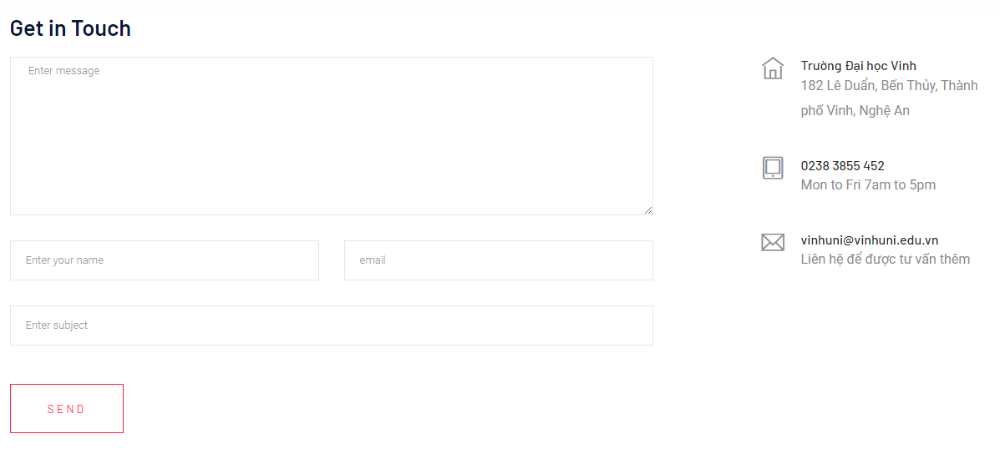 Get in Touch
Enter message
Enter your name
email
Enter subject
SEND
Trường Đại học Vinh
182 Lê Duẩn, Bến Thủy, Thành
phố Vinh, Nghệ An
0238 3855 452
Mon to Fri 7am to 5pm
vinhuni@vinhuni.edu.vn
Liên hệ để được tư vấn thêm